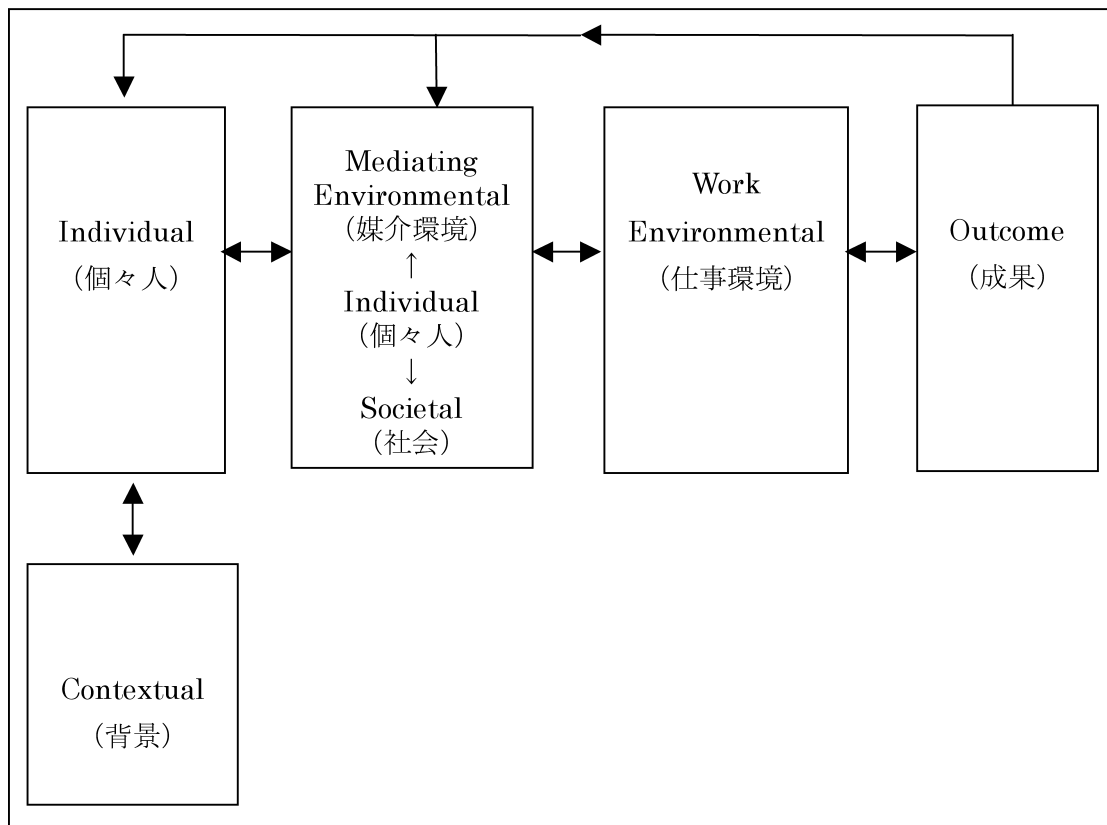 Individual
（個々人）
Mediating
Environmental
（媒介環境）
↑
Individual
（個々人）
↓
Societal
（社会）
Work
Environmental
（仕事環境）
Outcome
（成果）
Contextual
（背景）